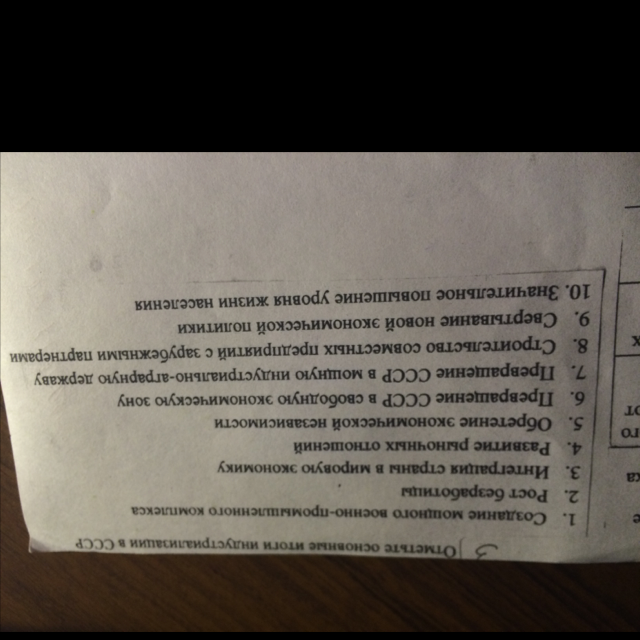 3 Отметьте основные итоги индустриализации в СССР
1. Создание мощного военно-промышленного комплекса
2. Рост безработицы
3. Интеграция страны в мировую экономику
4. Развитие рыночных отношений
5. Обретение экономической независимости
6. Превращение СССР в свободную экономическую зону
7. Превращение СССР в мощную индустриально-аграрную державу
8. Строительство совместных предприятий с зарубежными партнерами
9. Свертывание новой экономической политики
10. Значительное повышение уровня жизни населения